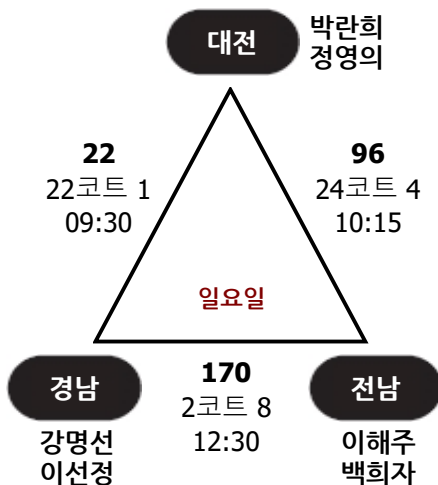 대전
박란희
정영의
22
22코트 1
09:30
96
24코트 4
10:15
일요일
경남
170
2코트 8
12:30
전남
강명선
이선정
이해주
백희자